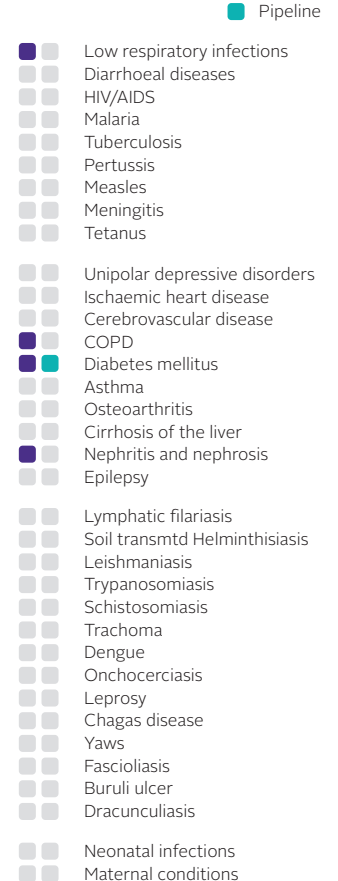 Pipeline
Low respiratory infections
Diarrhoeal diseases
HIV/AIDS
Malaria
Tuberculosis
Pertussis
Measles
Meningitis
Tetanus
Unipolar depressive disorders
Ischaemic heart disease
Cerebrovascular disease
COPD
Diabetes mellitus
Asthma
Osteoarthritis
Cirrhosis of the liver
Nephritis and nephrosis
Epilepsy
Lymphatic filariasis
Soil transmtd Helminthisiasis
Leishmaniasis
Trypanosomiasis
Schistosomiasis
Trachoma
Dengue
Onchocerciasis
Leprosy
Chagas disease
Yaws
Fascioliasis
Buruli ulcer
Dracunculiasis
Neonatal infections
Maternal conditions